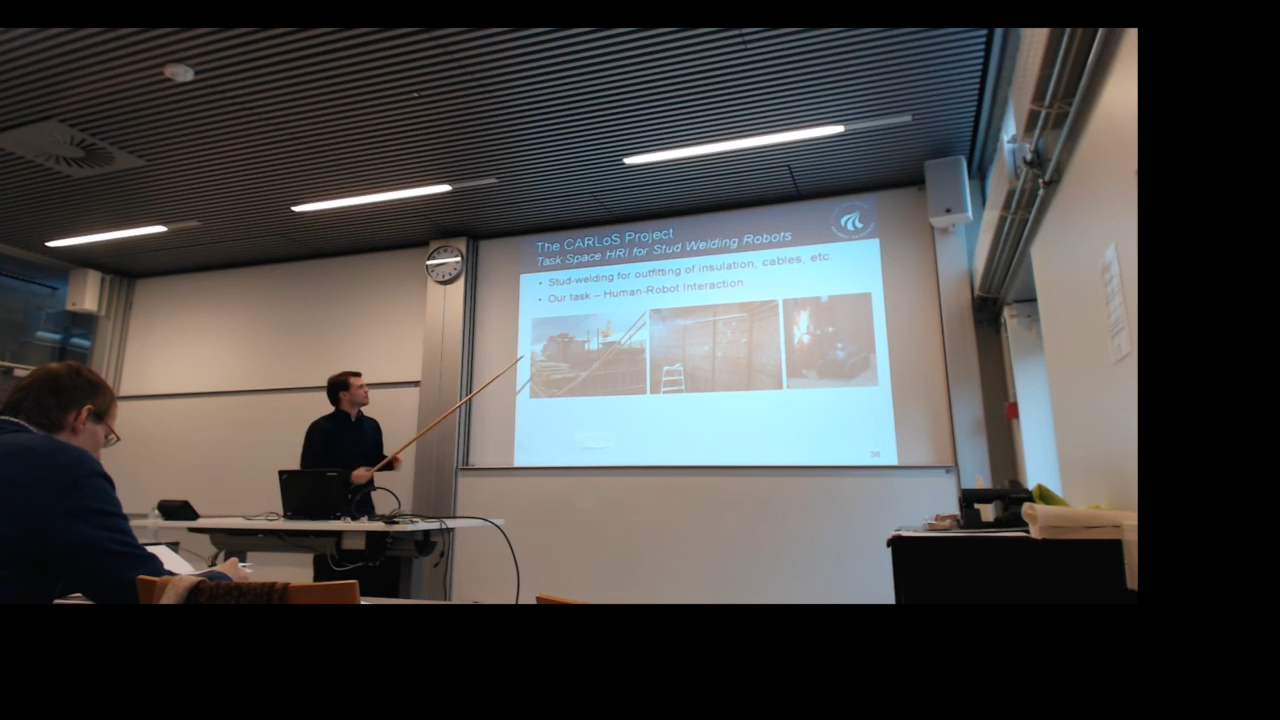 The CARLoS Project
Task Space HRI for Stud Welding Robots
• Stud-welding for outfitting of insulation, cables, etc.
• Our task – Human-Robot Interaction
36